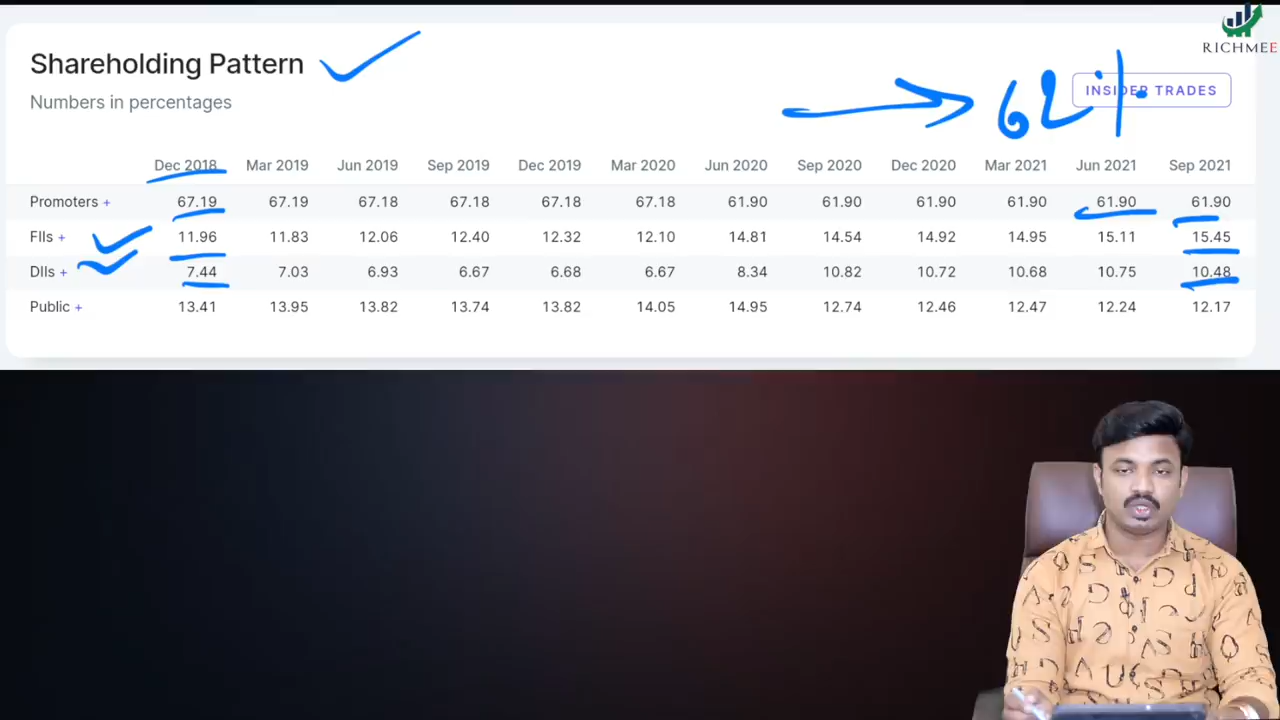 RICHMEE
Shareholding Pattern
Numbers in percentages
62%
INSIDER TRADES
Dec 2018 Mar 2019 Jun 2019 Sep 2019 Dec 2019 Mar 2020 Jun 2020 Sep 2020 Dec 2020 Mar 2021 Jun 2021 Sep 2021
Promoters + 67.19 67.19 67.18 67.18 67.18 67.18 61.90 61.90 61.90 61.90 61.90 61.90
FIIs + 11.96 11.83 12.06 12.40 12.32 12.10 14.81 14.54 14.92 14.95 15.11 15.45
DIIs + 7.44 7.03 6.93 6.67 6.68 6.67 8.34 10.82 10.72 10.68 10.75 10.48
Public + 13.41 13.95 13.82 13.74 13.82 14.05 14.95 12.74 12.46 12.47 12.24 12.17